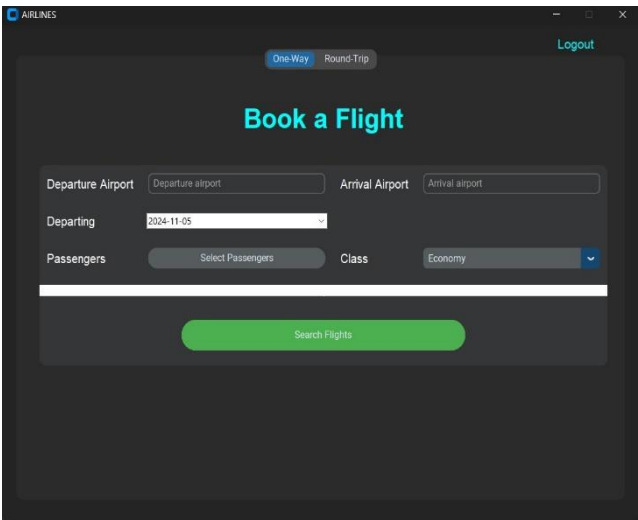 AIRLINES
Logout
One-Way Round-Trip
Book a Flight
Departure Airport Departure airport Arrival Airport Arrival airport
Departing 2024-11-05
Passengers Select Passengers Class Economy
Search Flights